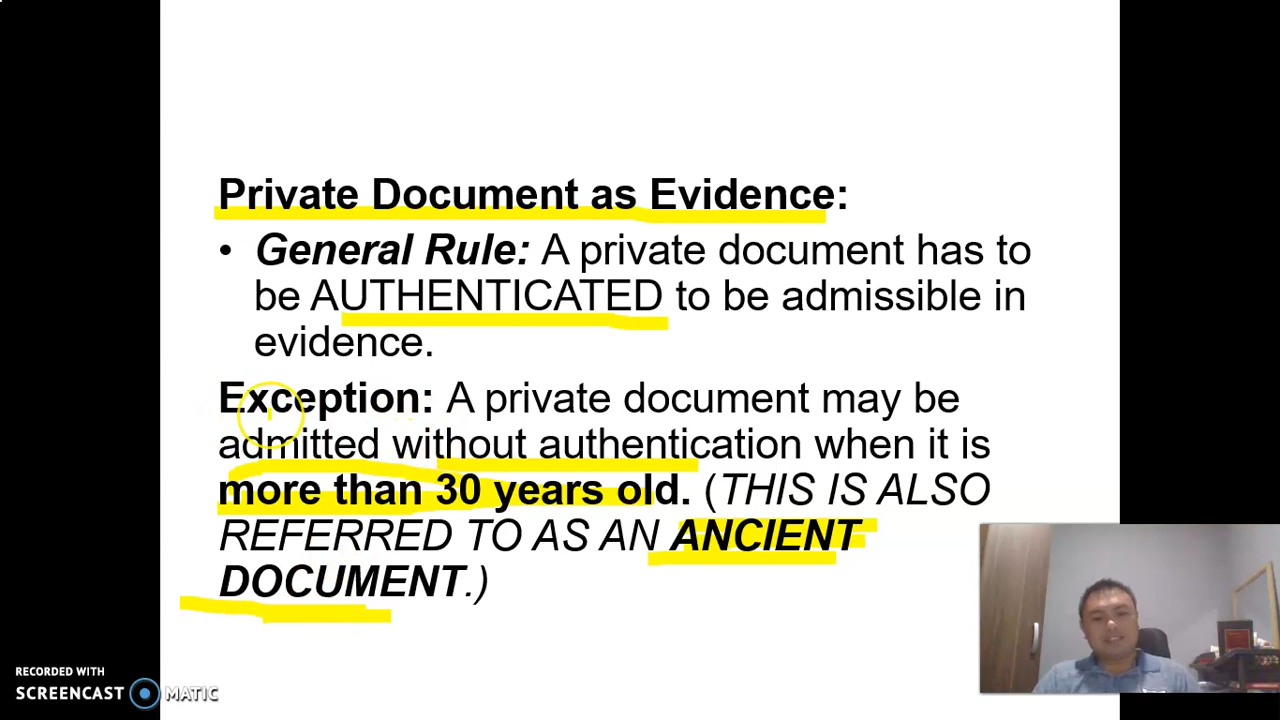 Private Document as Evidence:
• General Rule: A private document has to
be AUTHENTICATED to be admissible in
evidence.
Exception: A private document may be
admitted without authentication when it is
more than 30 years old. (THIS IS ALSO
REFERRED TO AS AN ANCIENT
DOCUMENT.)
RECORDED WITH
SCREENCAST MATIC